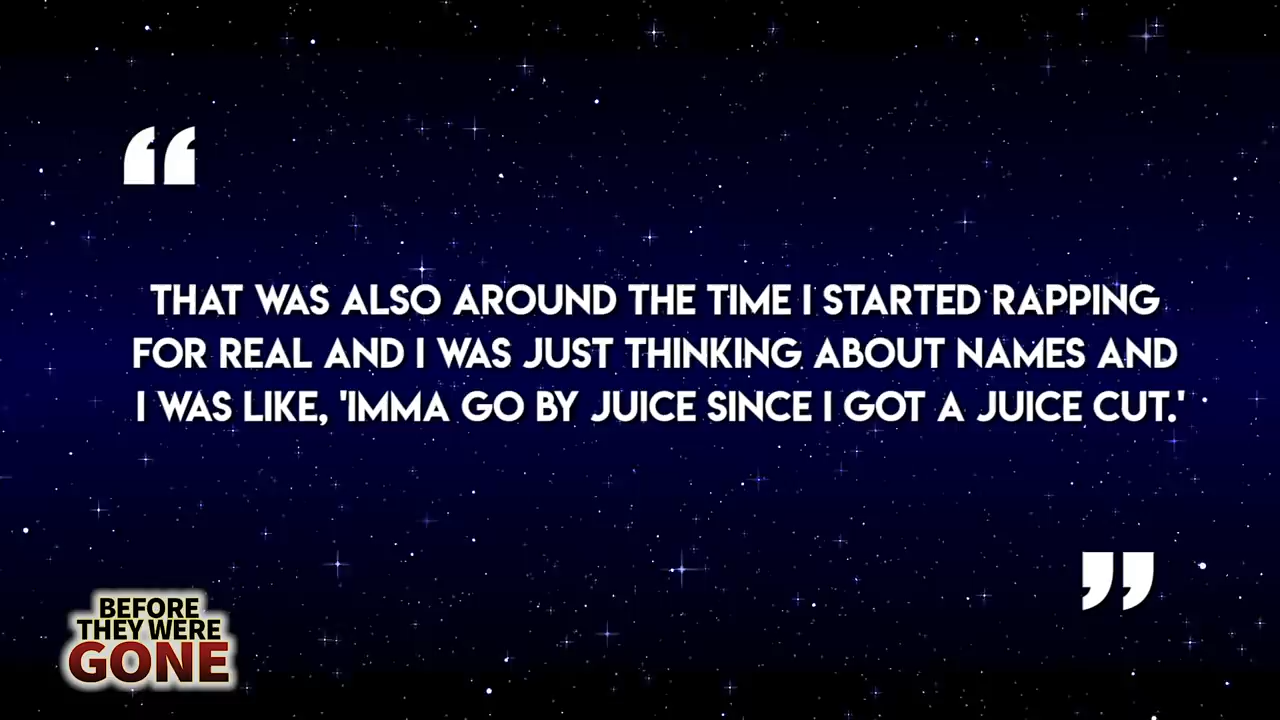 “
THAT WAS ALSO AROUND THE TIME I STARTED RAPPING
FOR REAL AND I WAS JUST THINKING ABOUT NAMES AND
I WAS LIKE, 'IMMA GO BY JUICE SINCE I GOT A JUICE CUT.'
”
BEFORE
THEY WERE
GONE